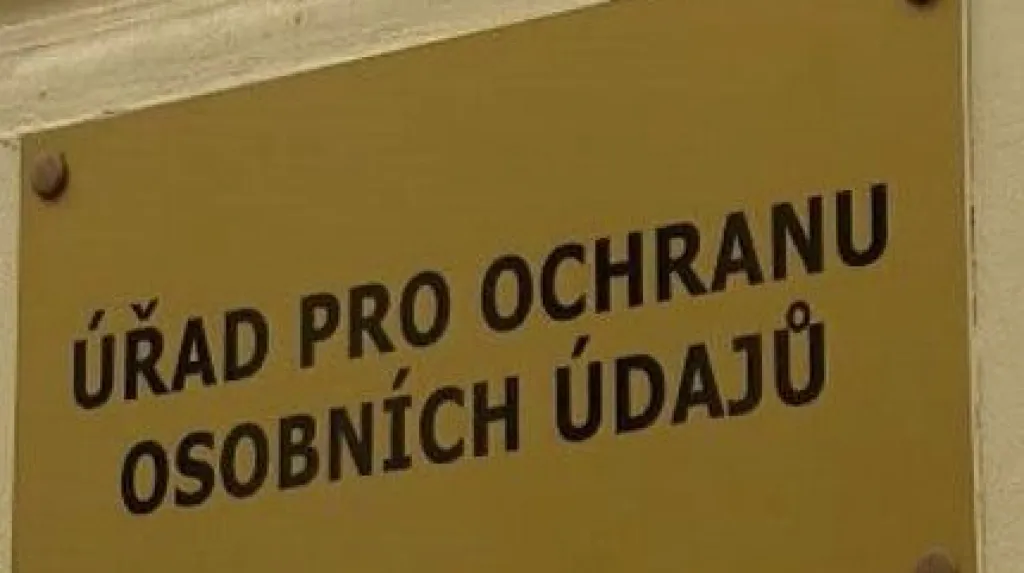 ÚŘAD PRO OCHRANU
OSOBNÍCH ÚDAJŮ